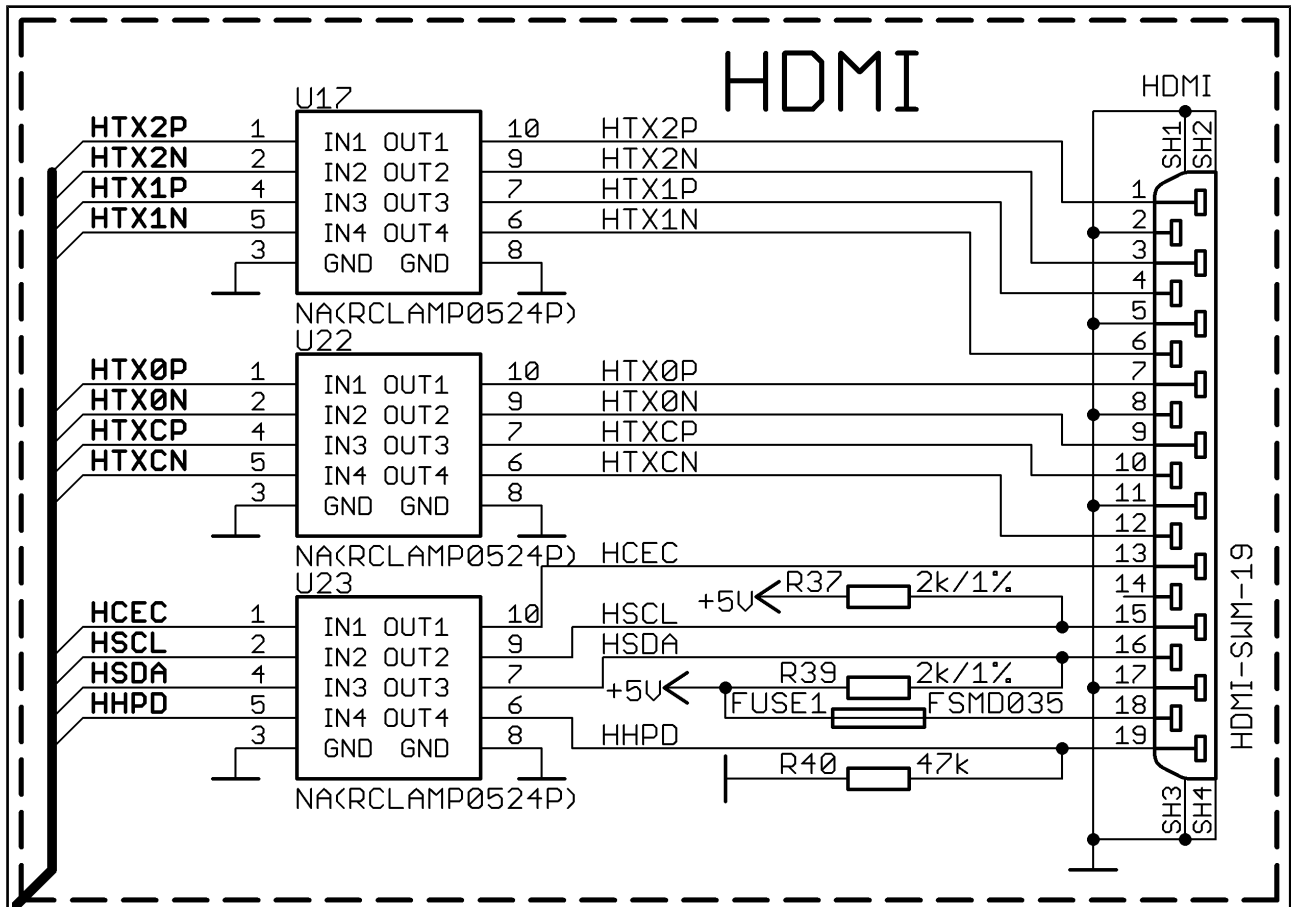 HDMI
HDMI
U17
HTX2P 1 IN1 OUT1 10 HTX2P
HTX2N 2 IN2 OUT2 9 HTX2N
HTX1P 4 IN3 OUT3 7 HTX1P
HTX1N 5 IN4 OUT4 6 HTX1N
3 GND GND 8
NA(RCLAMP0524P)
U22
HTX0P 1 IN1 OUT1 10 HTX0P
HTX0N 2 IN2 OUT2 9 HTX0N
HTXCP 4 IN3 OUT3 7 HTXCP
HTXCN 5 IN4 OUT4 6 HTXCN
3 GND GND 8
NA(RCLAMP0524P)
U23
HCEC 1 IN1 OUT1 10 HCEC
HSCL 2 IN2 OUT2 9 HSCL
HSDA 4 IN3 OUT3 7 HSDA
HHPD 5 IN4 OUT4 6 HHPD
3 GND GND 8
NA(RCLAMP0524P)
+5V R37 2k/1%
+5V R39 2k/1%
FUSE1 FSMD035
R40 47k
SH1
SH2
1
2
3
4
5
6
7
8
9
10
11
12
13
14
15
16
17
18
19
SH3
SH4
HDMI-SWM-19